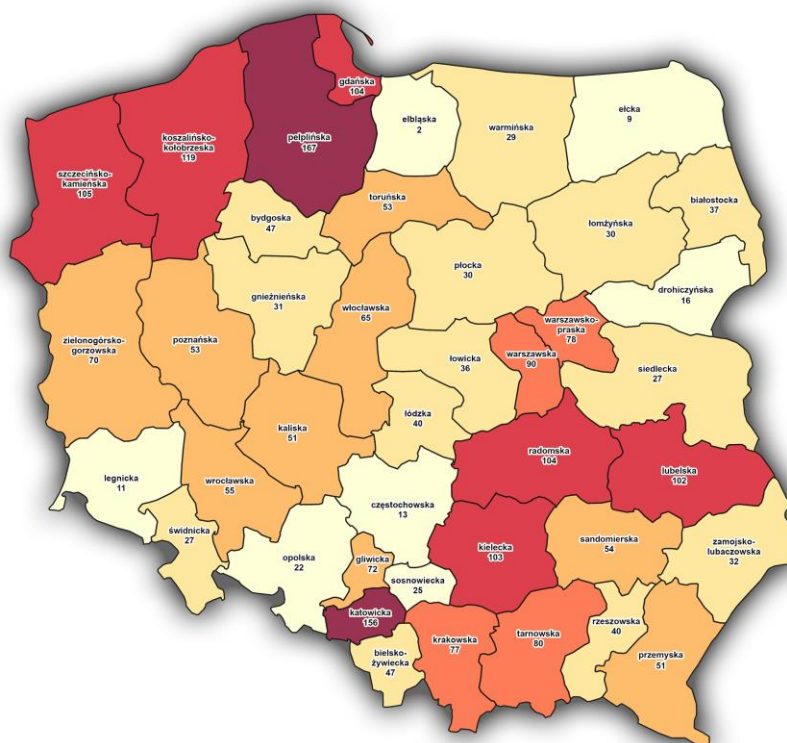 gdańska
104
elbląska
2
warmińska
29
ełcka
9
koszalińsko-
kołobrzeska
119
pelplińska
167
szczecińsko-
kamieńska
105
toruńska
53
bydgoska
47
łomżyńska
30
białostocka
37
płocka
30
drohiczyńska
16
gnieźnieńska
31
włocławska
65
zielonogórsko-
gorzowska
70
poznańska
53
warszawsko-
praska
78
łowicka
36
warszawska
90
siedlecka
27
łódzka
40
kaliska
51
radomska
104
lubelska
102
legnicka
11
wrocławska
55
częstochowska
13
świdnicka
27
opolska
22
gliwicka
72
kielecka
103
sandomierska
54
zamojsko-
lubaczowska
32
sosnowiecka
25
katowicka
156
krakowska
77
tarnowska
80
rzeszowska
40
bielsko-
żywiecka
47
przemyska
51